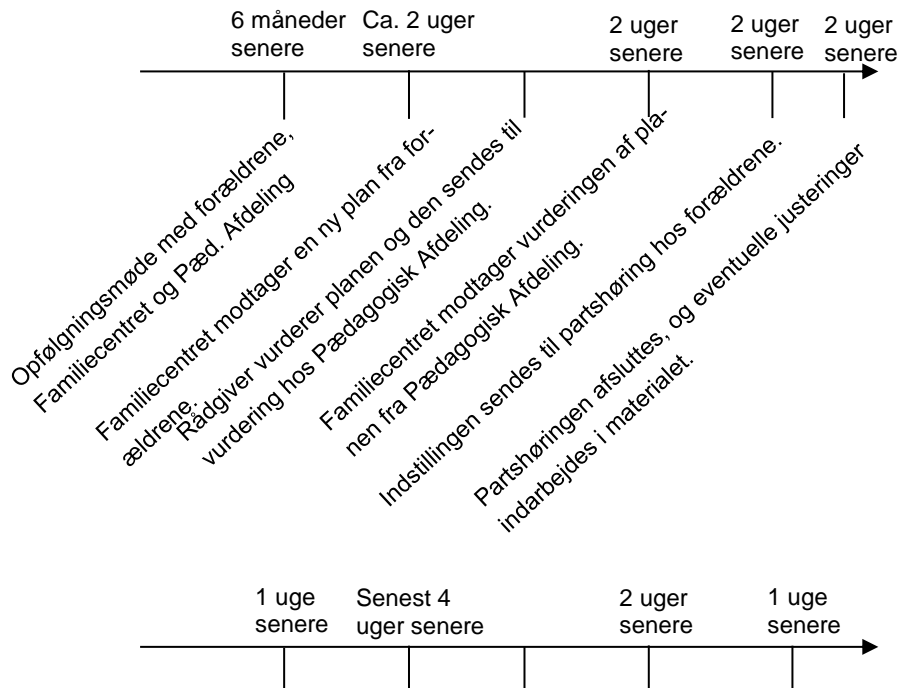 6 måneder
senere
Ca. 2 uger
senere
2 uger
senere
2 uger
senere
2 uger
senere
Opfølgningsmøde med forældrene,
Familiecentret og Pæd. Afdeling
Familiecentret modtager en ny plan fra for-
ældrene.
Rådgiver vurderer planen og den sendes til
vurdering hos Pædagogisk Afdeling.
Familiecentret modtager vurderingen af pla-
nen fra Pædagogisk Afdeling.
Indstillingen sendes til partshøring hos forældrene.
Partshøringen afsluttes, og eventuelle justeringer
indarbejdes i materialet.
1 uge
senere
Senest 4
uger senere
2 uger
senere
1 uge
senere